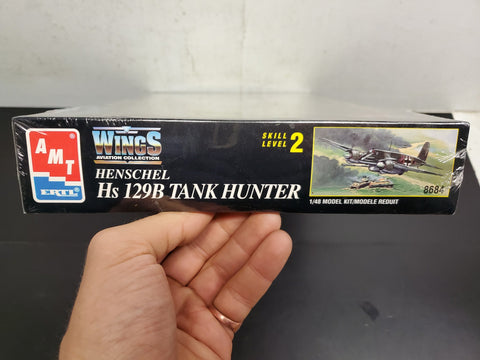 AMT
ERTL
WINGS
AVIATION COLLECTION
HENSCHEL
Hs 129B TANK HUNTER
SKILL
LEVEL 2
8684
1/48 MODEL KIT/MODELE REDUIT